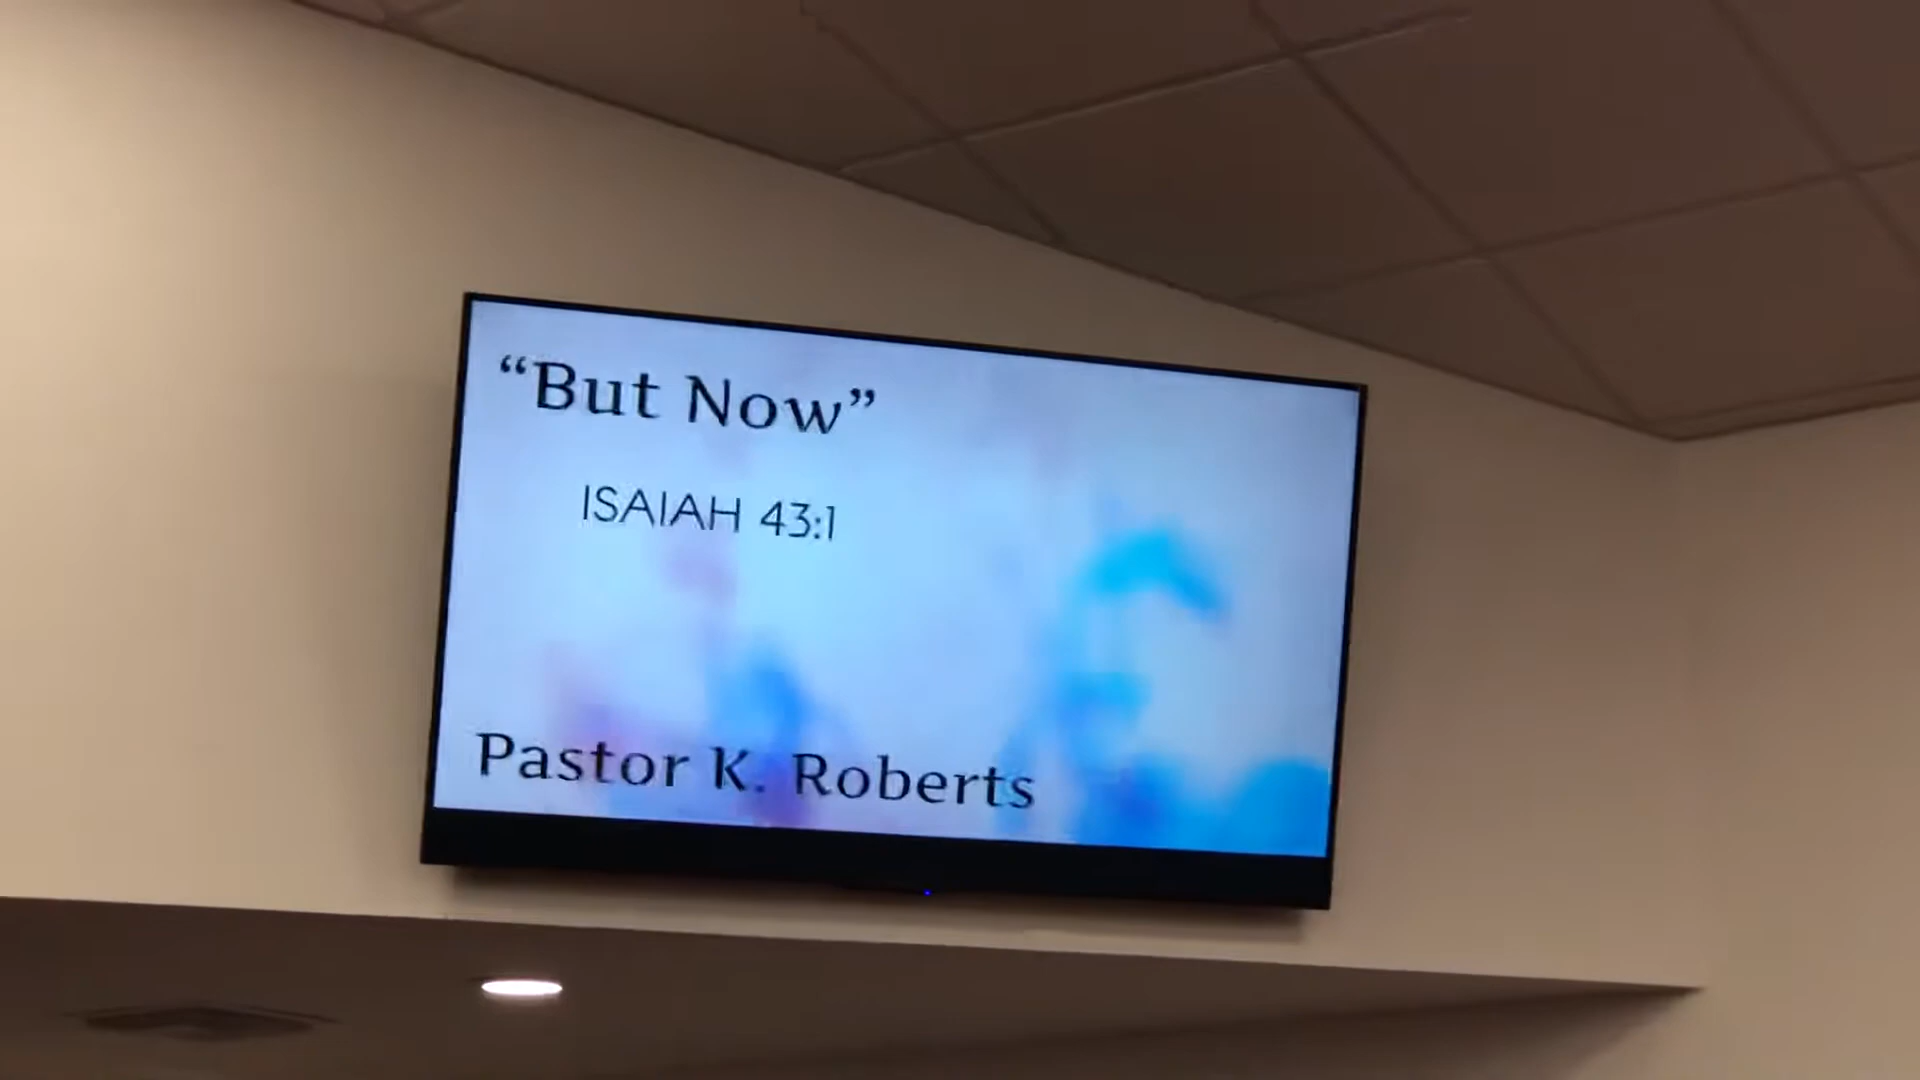 “But Now”
ISAIAH 43:1
Pastor K. Roberts